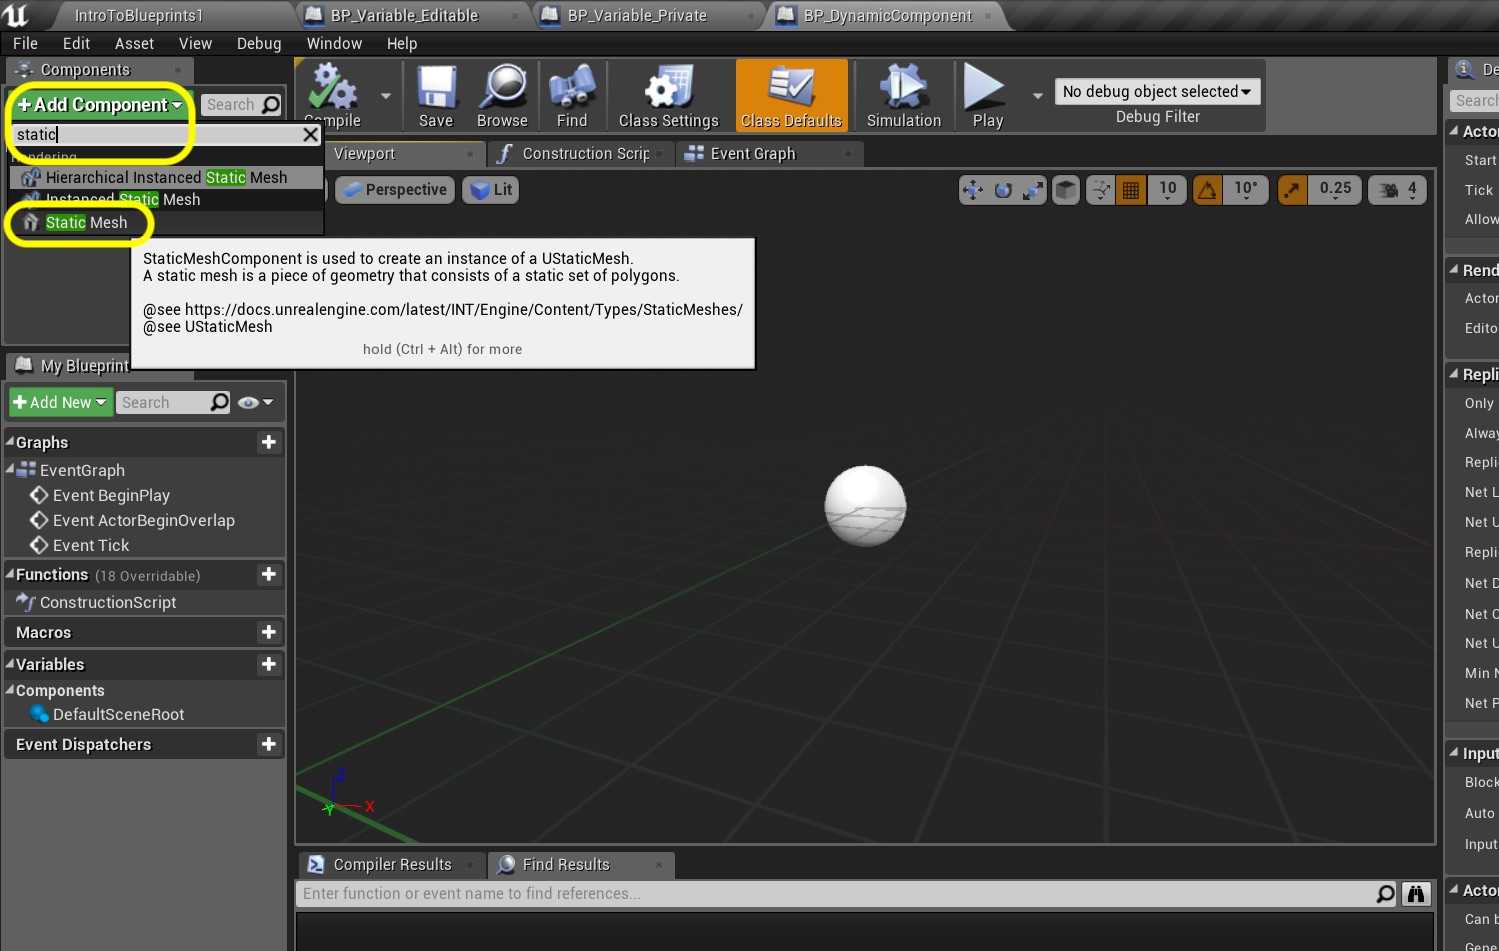 IntroToBlueprints1
BP_Variable_Editable
BP_Variable_Private
BP_DynamicComponent
File Edit Asset View Debug Window Help
Components
+Add Component
Search
static
Rendering
Hierarchical Instanced Static Mesh
Instanced Static Mesh
Static Mesh
StaticMeshComponent is used to create an instance of a UStaticMesh.
A static mesh is a piece of geometry that consists of a static set of polygons.
@see https://docs.unrealengine.com/latest/INT/Engine/Content/Types/StaticMeshes/
@see UStaticMesh
hold (Ctrl + Alt) for more
Compile
Save
Browse
Find
Class Settings
Class Defaults
Simulation
Play
No debug object selected
Debug Filter
Viewport
Construction Scrip
Event Graph
Perspective
Lit
10
10°
0.25
4
My Blueprint
+Add New
Search
Graphs
EventGraph
Event BeginPlay
Event ActorBeginOverlap
Event Tick
Functions (18 Overridable)
ConstructionScript
Macros
Variables
Components
DefaultSceneRoot
Event Dispatchers
Z
X
Y
Compiler Results
Find Results
Enter function or event name to find references...
De
Search
Actor
Start
Tick
Allow
Rend
Actor
Edito
Repli
Only
Alway
Repli
Net L
Net U
Repli
Net D
Net C
Net U
Min N
Net P
Input
Block
Auto
Input
Actor
Can b
Gene